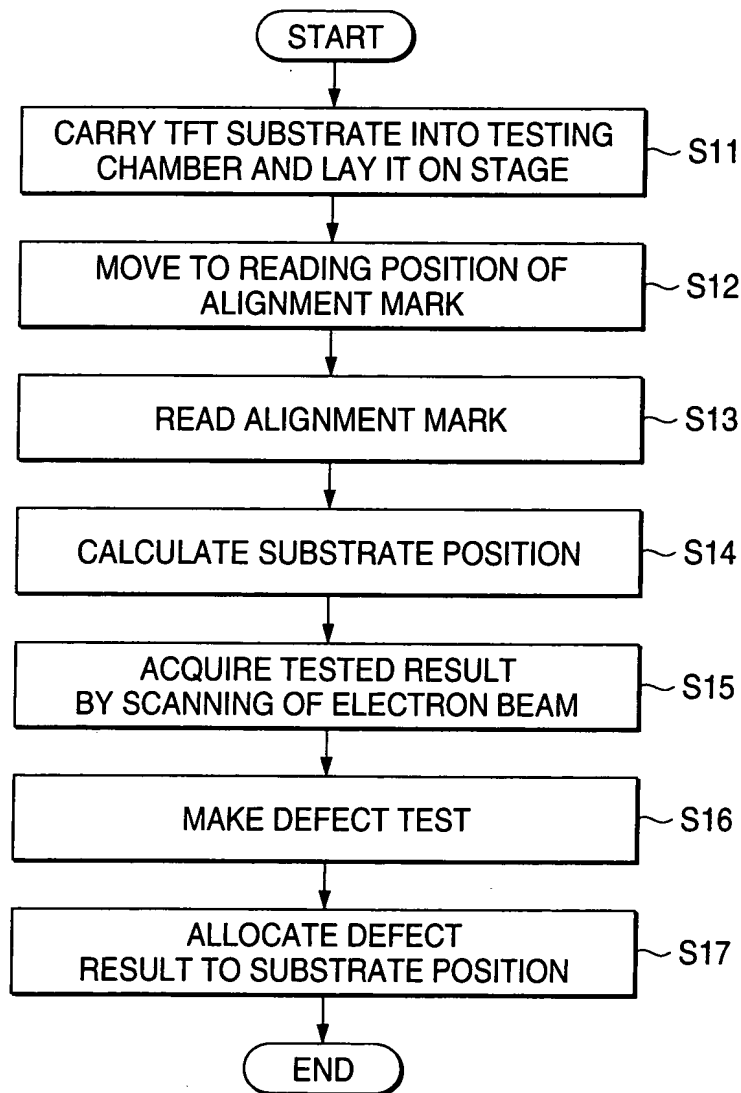 START
CARRY TFT SUBSTRATE INTO TESTING
CHAMBER AND LAY IT ON STAGE
S11
MOVE TO READING POSITION OF
ALIGNMENT MARK
S12
READ ALIGNMENT MARK
S13
CALCULATE SUBSTRATE POSITION
S14
ACQUIRE TESTED RESULT
BY SCANNING OF ELECTRON BEAM
S15
MAKE DEFECT TEST
S16
ALLOCATE DEFECT
RESULT TO SUBSTRATE POSITION
S17
END